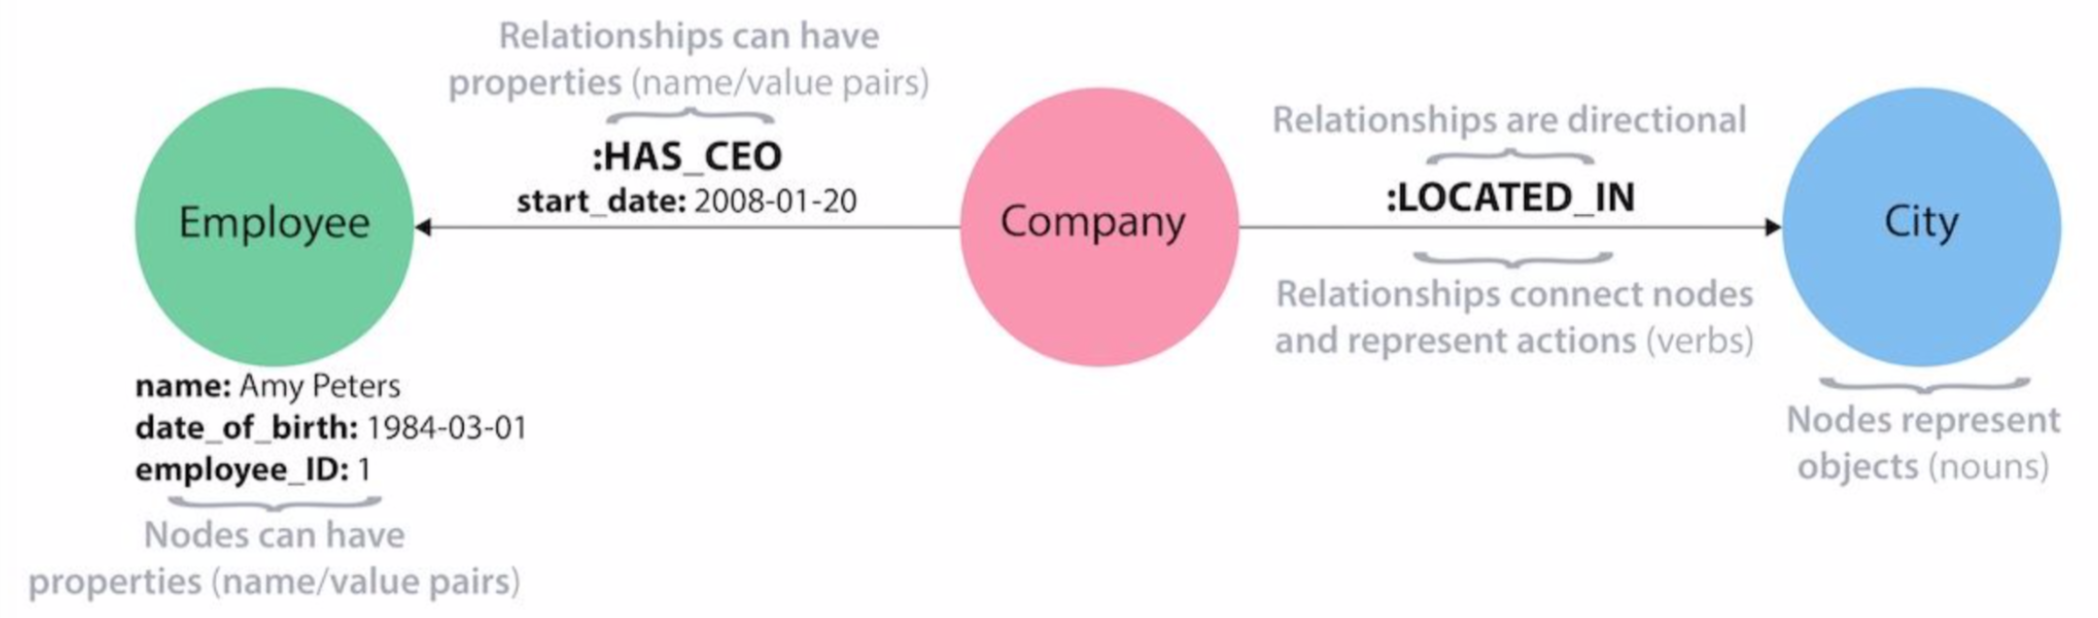 Relationships can have
properties (name/value pairs)
:HAS_CEO
start_date: 2008-01-20
Employee
name: Amy Peters
date_of_birth: 1984-03-01
employee_ID: 1
Nodes can have
properties (name/value pairs)
Company
Relationships are directional
:LOCATED_IN
Relationships connect nodes
and represent actions (verbs)
City
Nodes represent
objects (nouns)